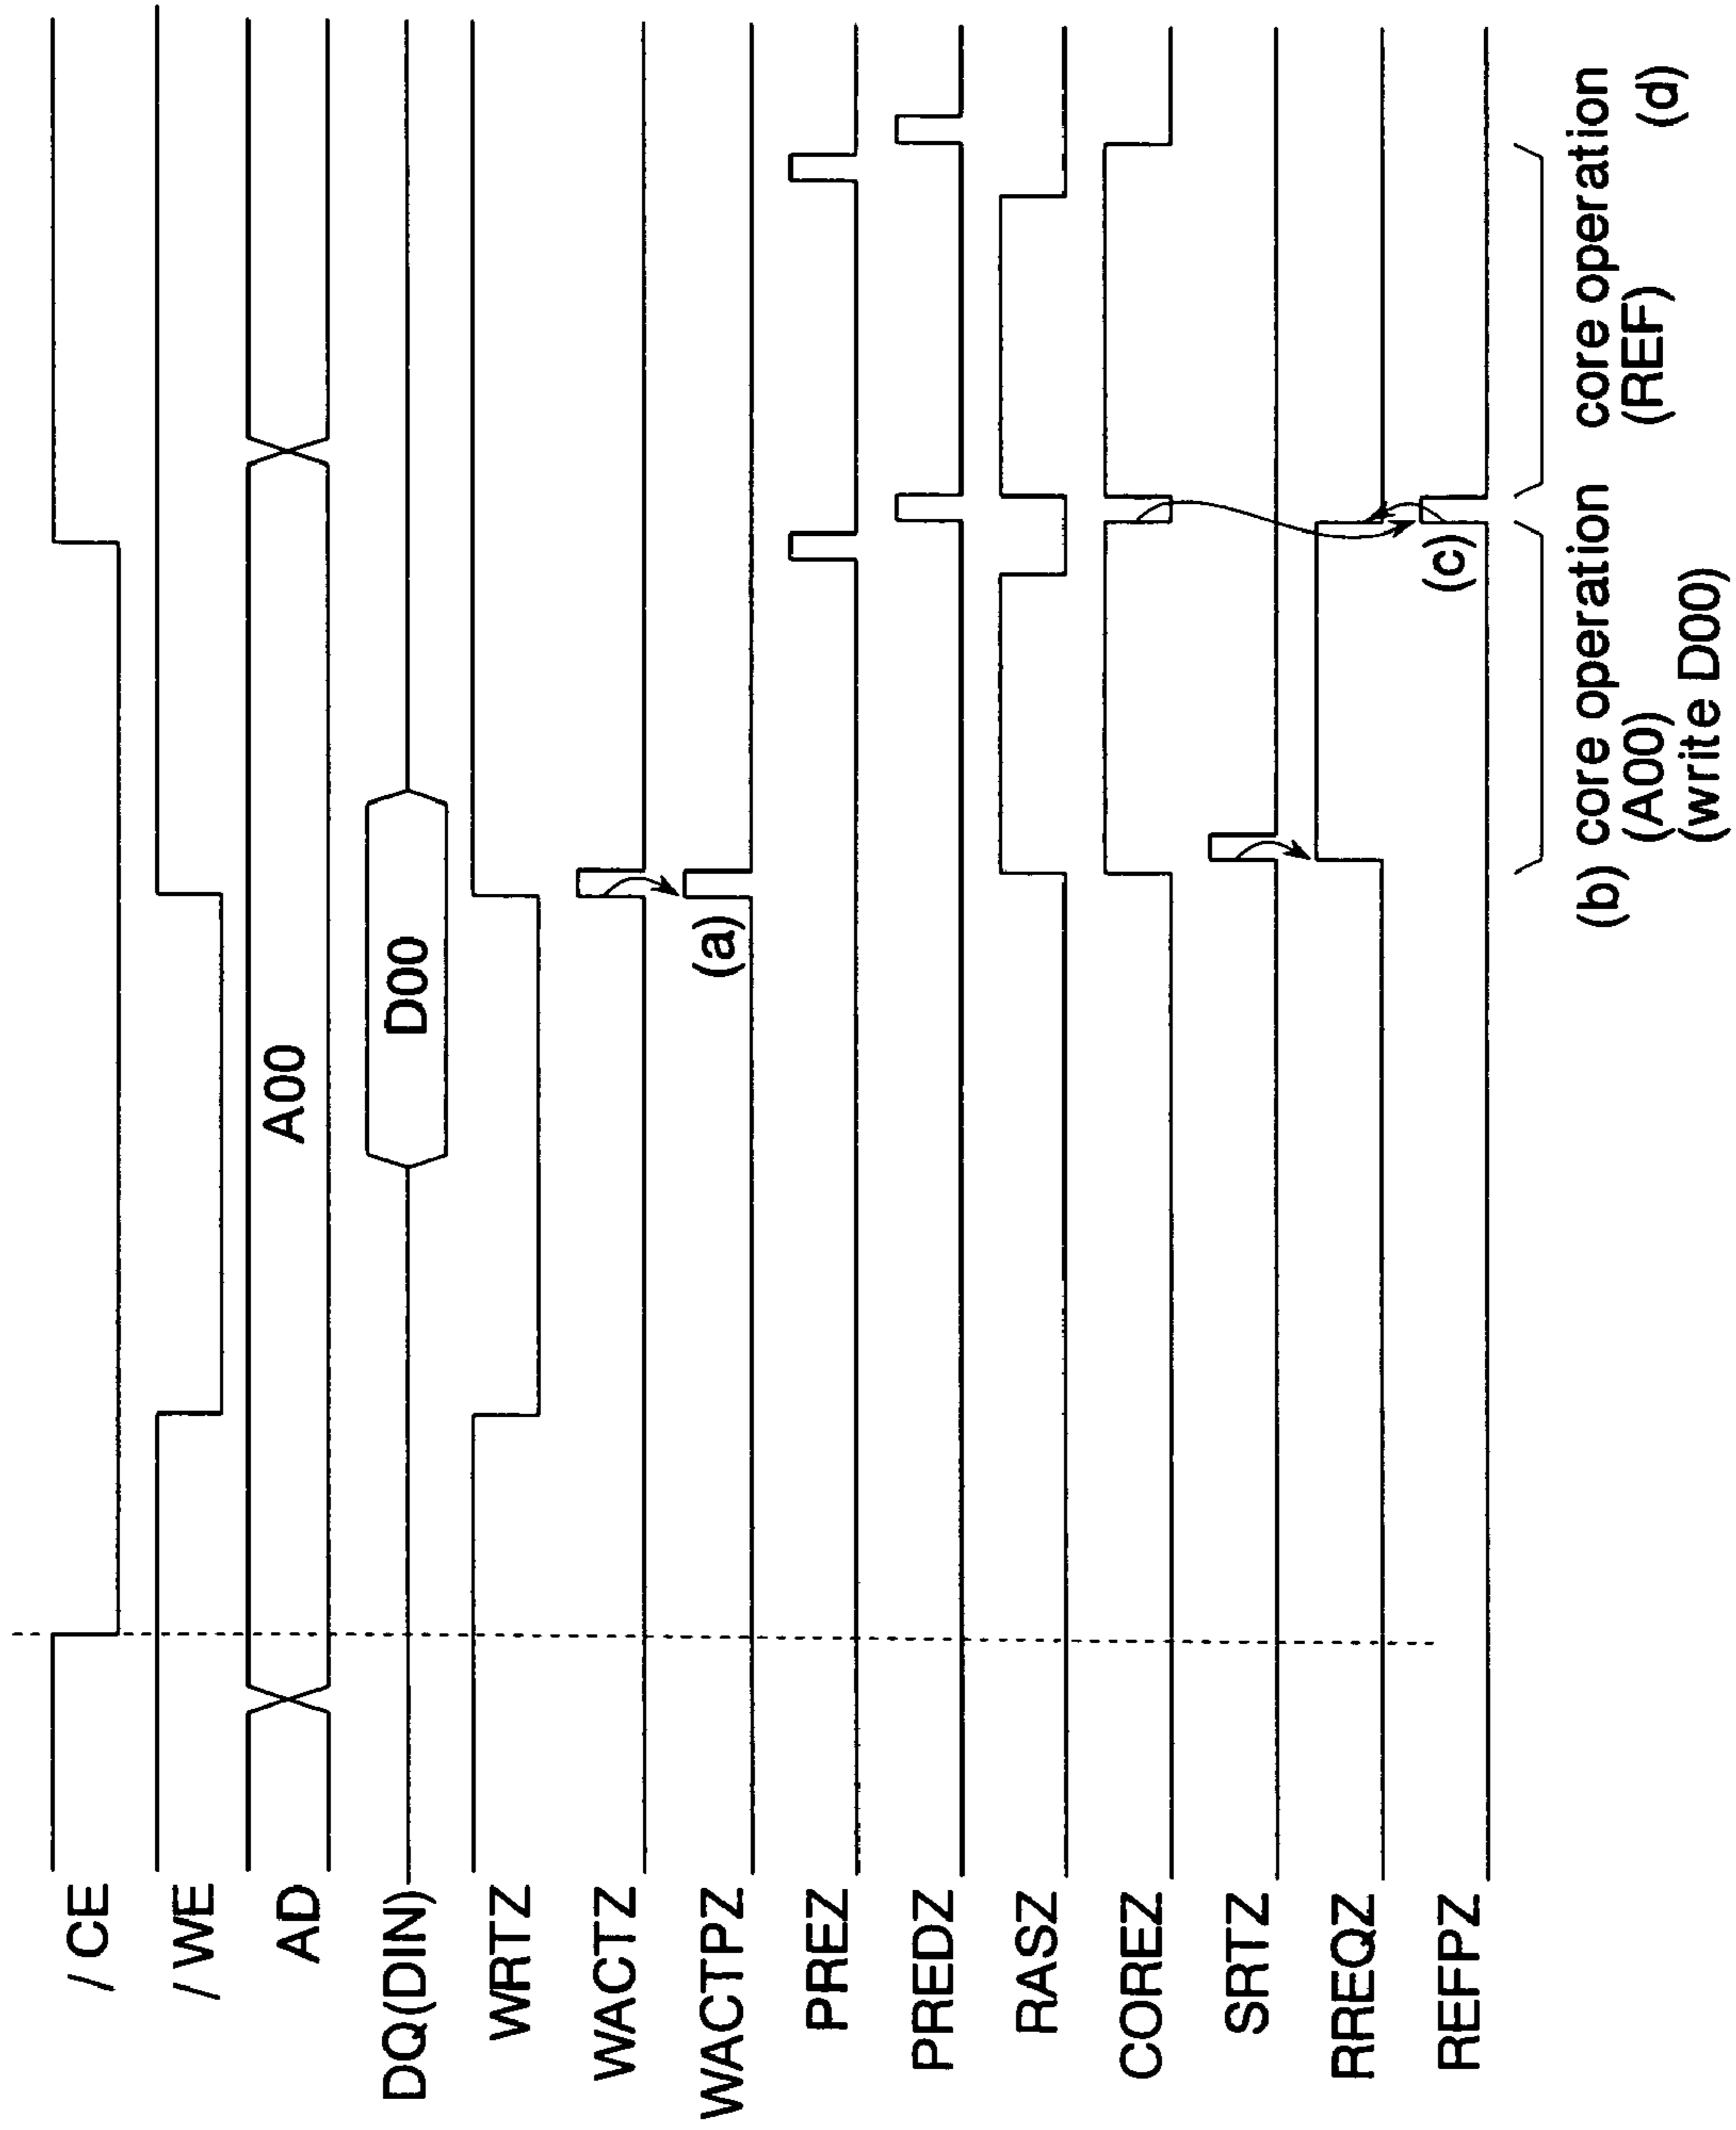 / CE
/ WE
AD
A00
DQ(DIN)
D00
WRTZ
WACTZ
WACTPZ
(a)
PREZ
PREDZ
RASZ
COREZ
SRTZ
RREQZ
REFPZ
(c)
(b) core operation core operation
(A00) (REF)
(d)
(write D00)